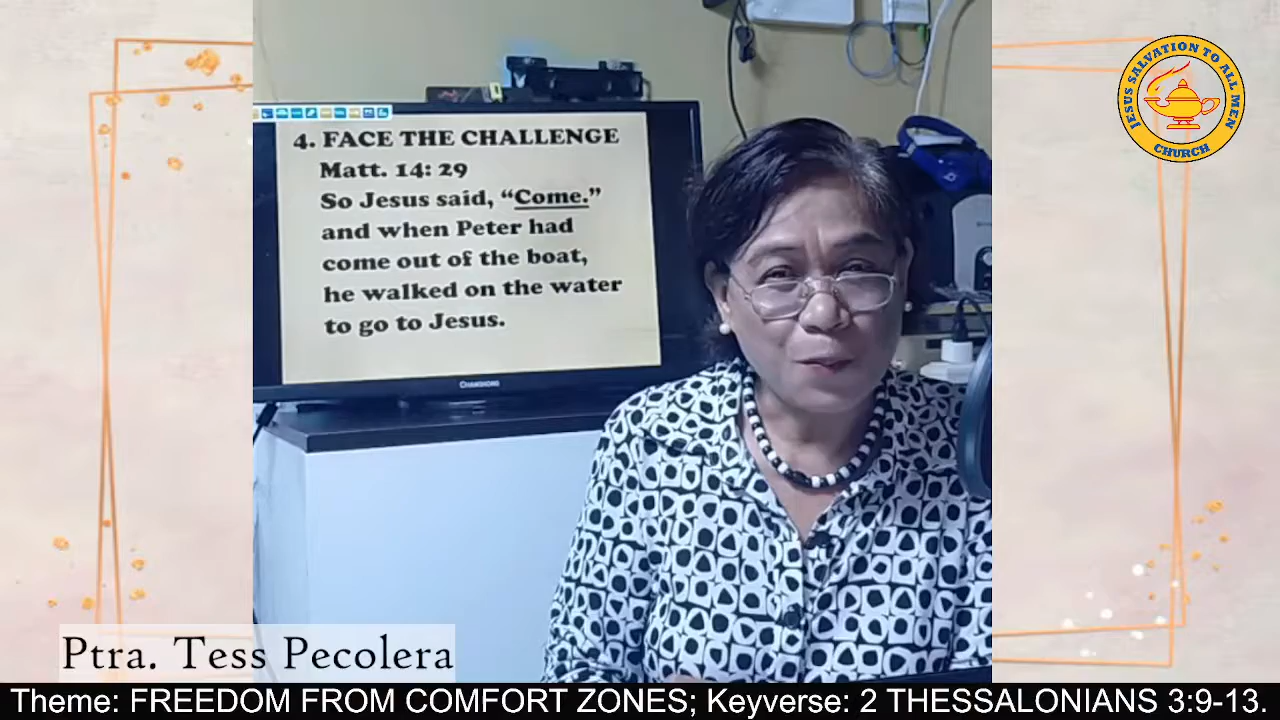 4. FACE THE CHALLENGE
Matt. 14: 29
So Jesus said, “Come.”
and when Peter had
come out of the boat,
he walked on the water
to go to Jesus.
CHANGHONG
JESUS SALVATION TO ALL MEN
CHURCH
Ptra. Tess Pecolera
Theme: FREEDOM FROM COMFORT ZONES; Keyverse: 2 THESSALONIANS 3:9-13.